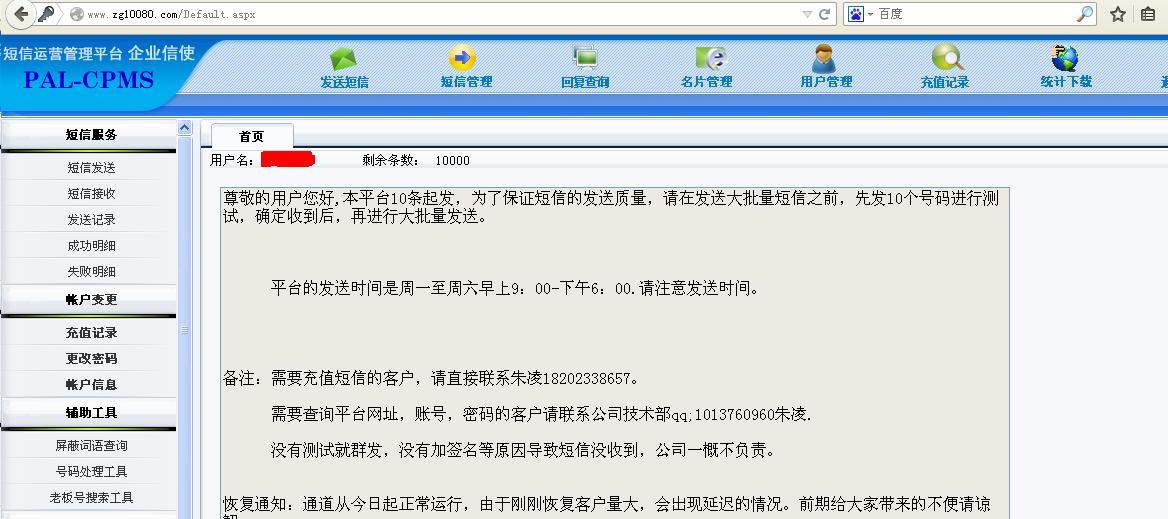 www.zg10080.com/Default.aspx
百度
短信运营管理平台 企业信使
PAL-CPMS
发送短信 短信管理 回复查询 名片管理 用户管理 充值记录 统计下载
短信服务
短信发送
短信接收
发送记录
成功明细
失败明细
帐户变更
充值记录
更改密码
帐户信息
辅助工具
屏蔽词语查询
号码处理工具
老板号搜索工具
首页
用户名： 剩余条数： 10000
尊敬的用户您好,本平台10条起发，为了保证短信的发送质量，请在发送大批量短信之前，先发10个号码进行测
试，确定收到后，再进行大批量发送。
平台的发送时间是周一至周六早上9：00-下午6：00.请注意发送时间。
备注：需要充值短信的客户，请直接联系朱凌18202338657。
需要查询平台网址，账号，密码的客户请联系公司技术部qq;1013760960朱凌.
没有测试就群发，没有加签名等原因导致短信没收到，公司一概不负责。
恢复通知：通道从今日起正常运行，由于刚刚恢复客户量大，会出现延迟的情况。前期给大家带来的不便请谅